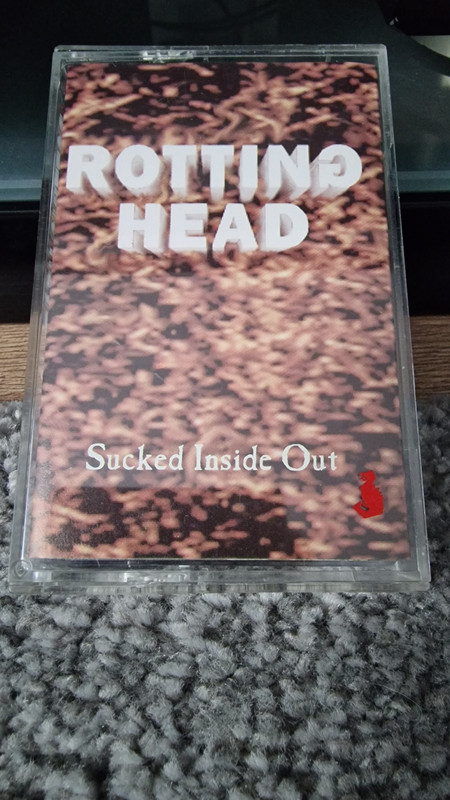 ROTTING
HEAD
Sucked Inside Out